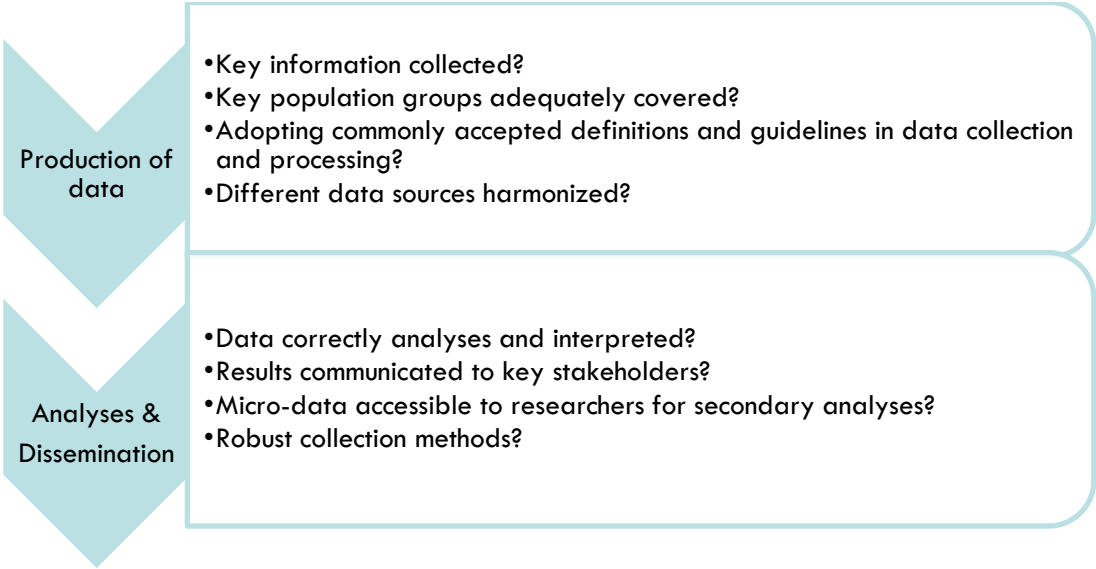 Production of
data
•Key information collected?
•Key population groups adequately covered?
•Adopting commonly accepted definitions and guidelines in data collection
and processing?
•Different data sources harmonized?
Analyses &
Dissemination
•Data correctly analyses and interpreted?
•Results communicated to key stakeholders?
•Micro-data accessible to researchers for secondary analyses?
•Robust collection methods?